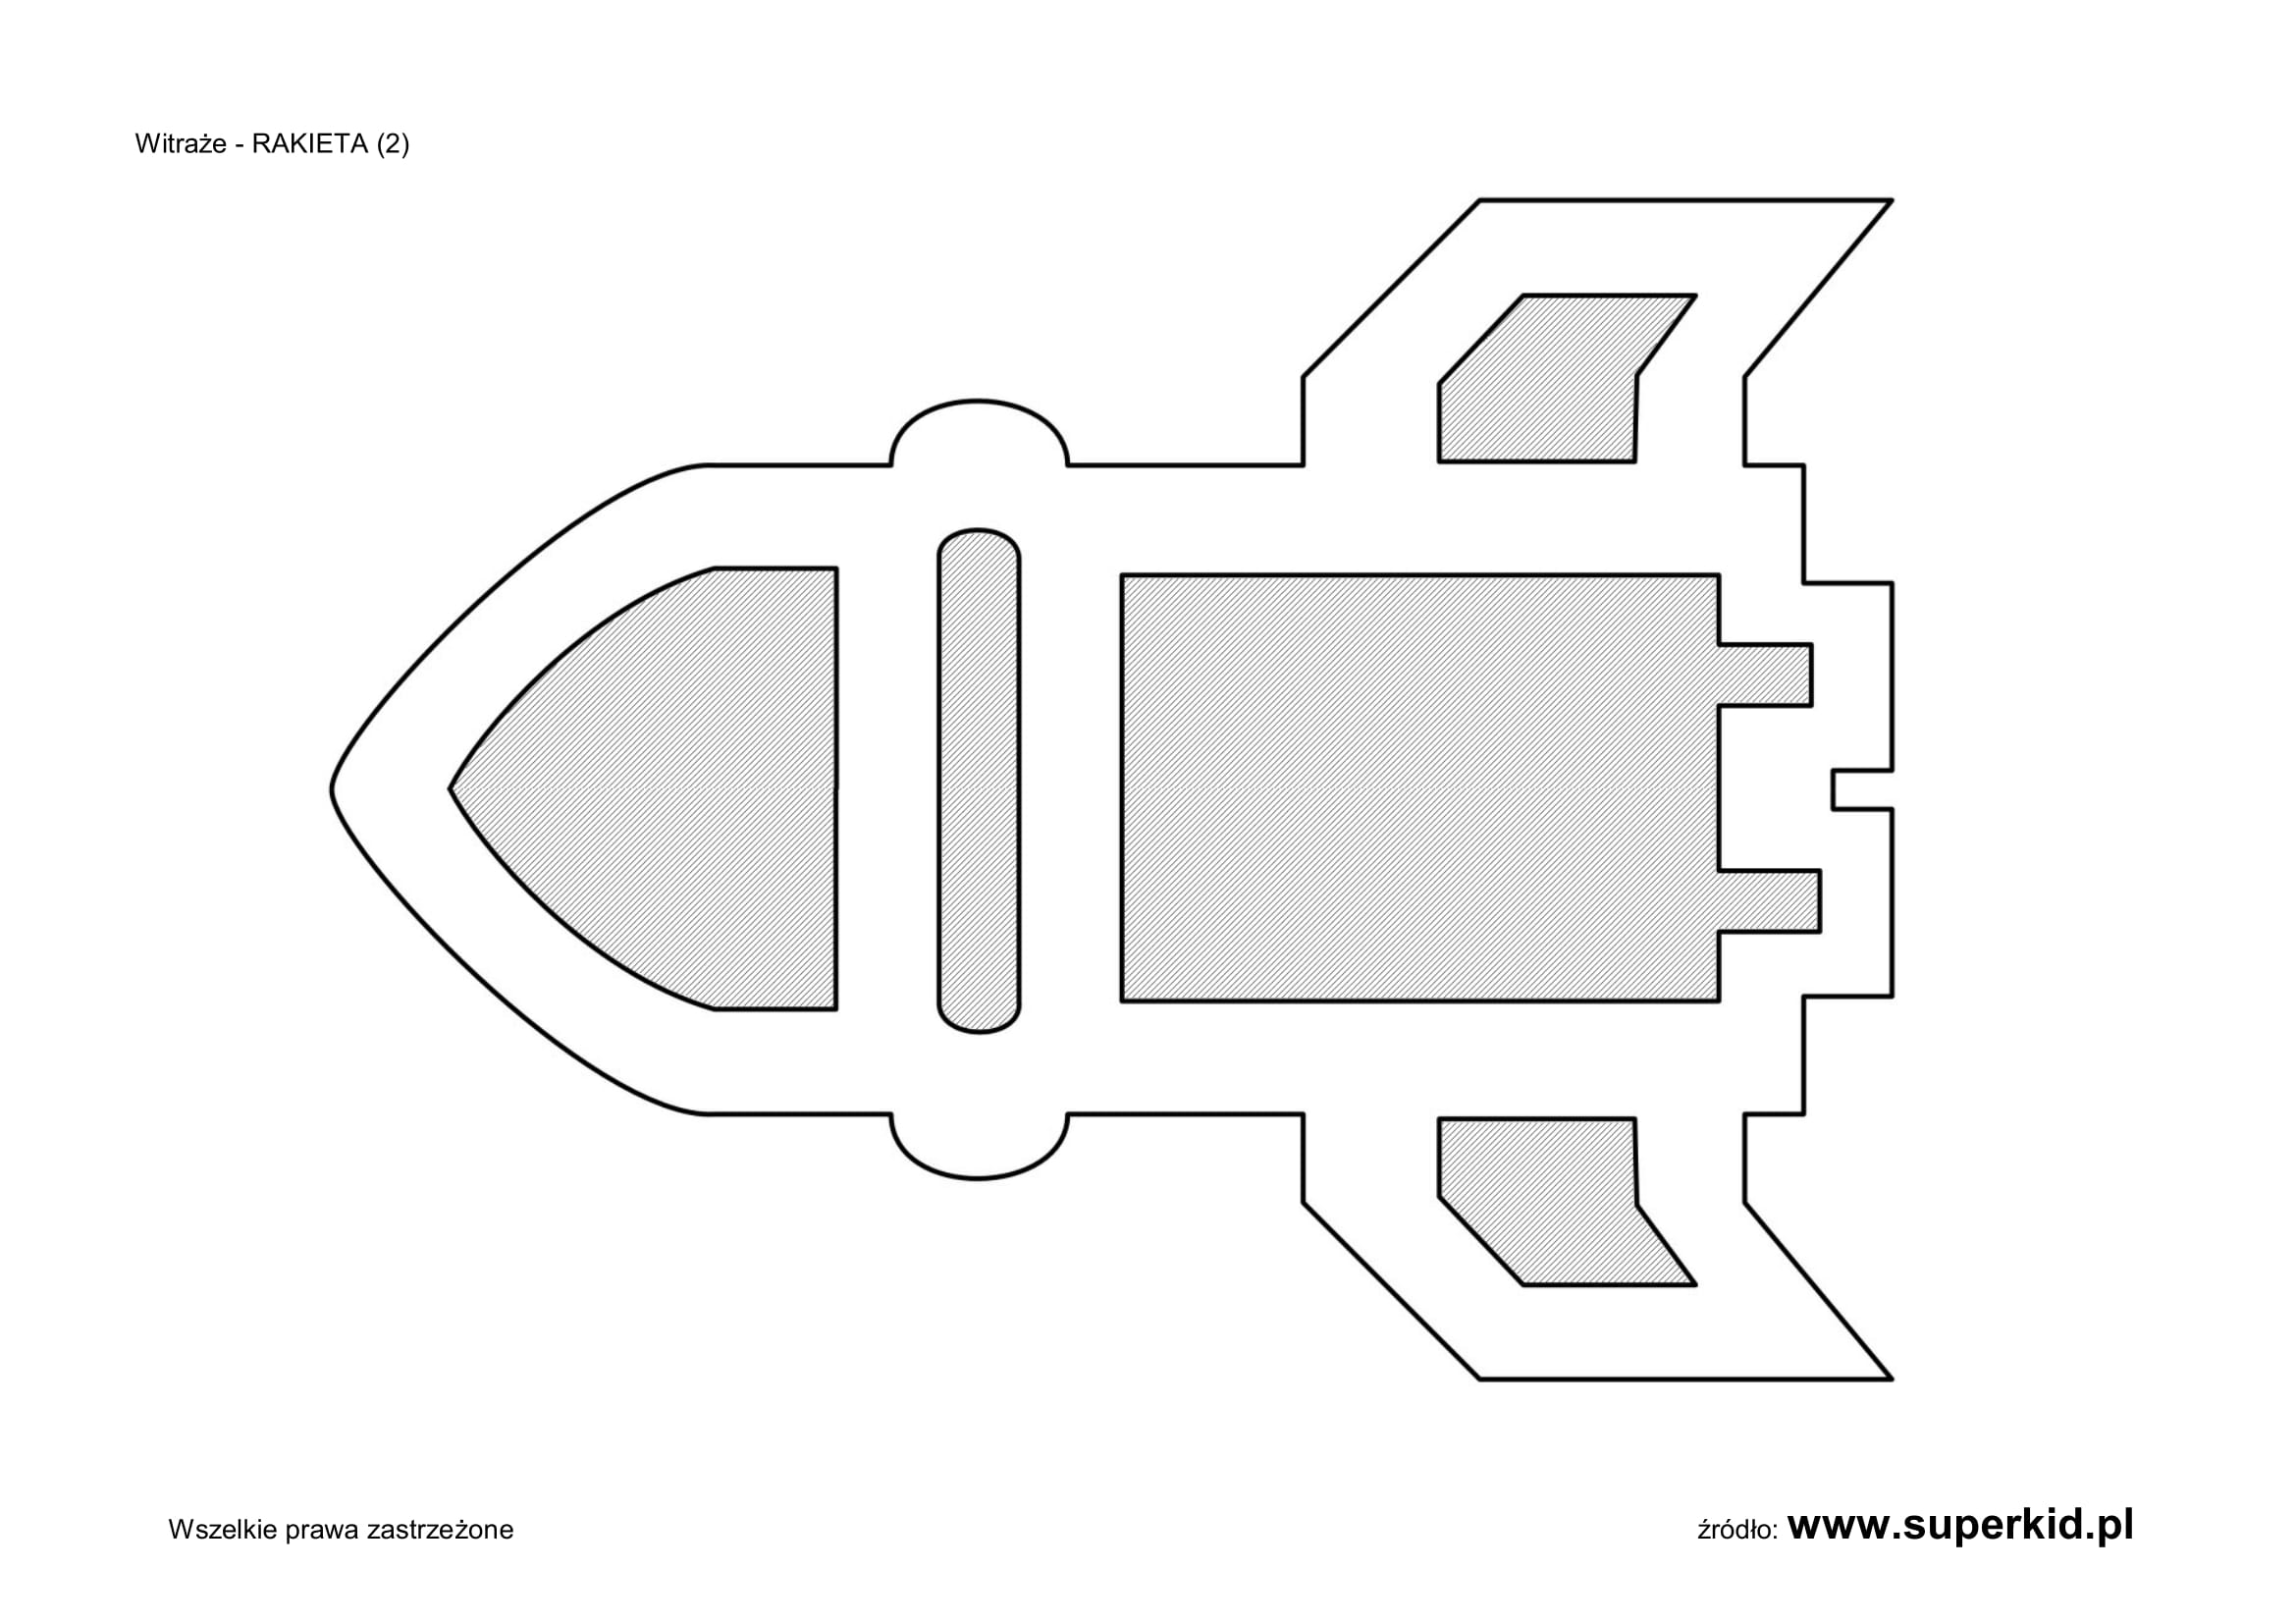 Witraże - RAKIETA (2)
Wszelkie prawa zastrzeżone
źródło: www.superkid.pl